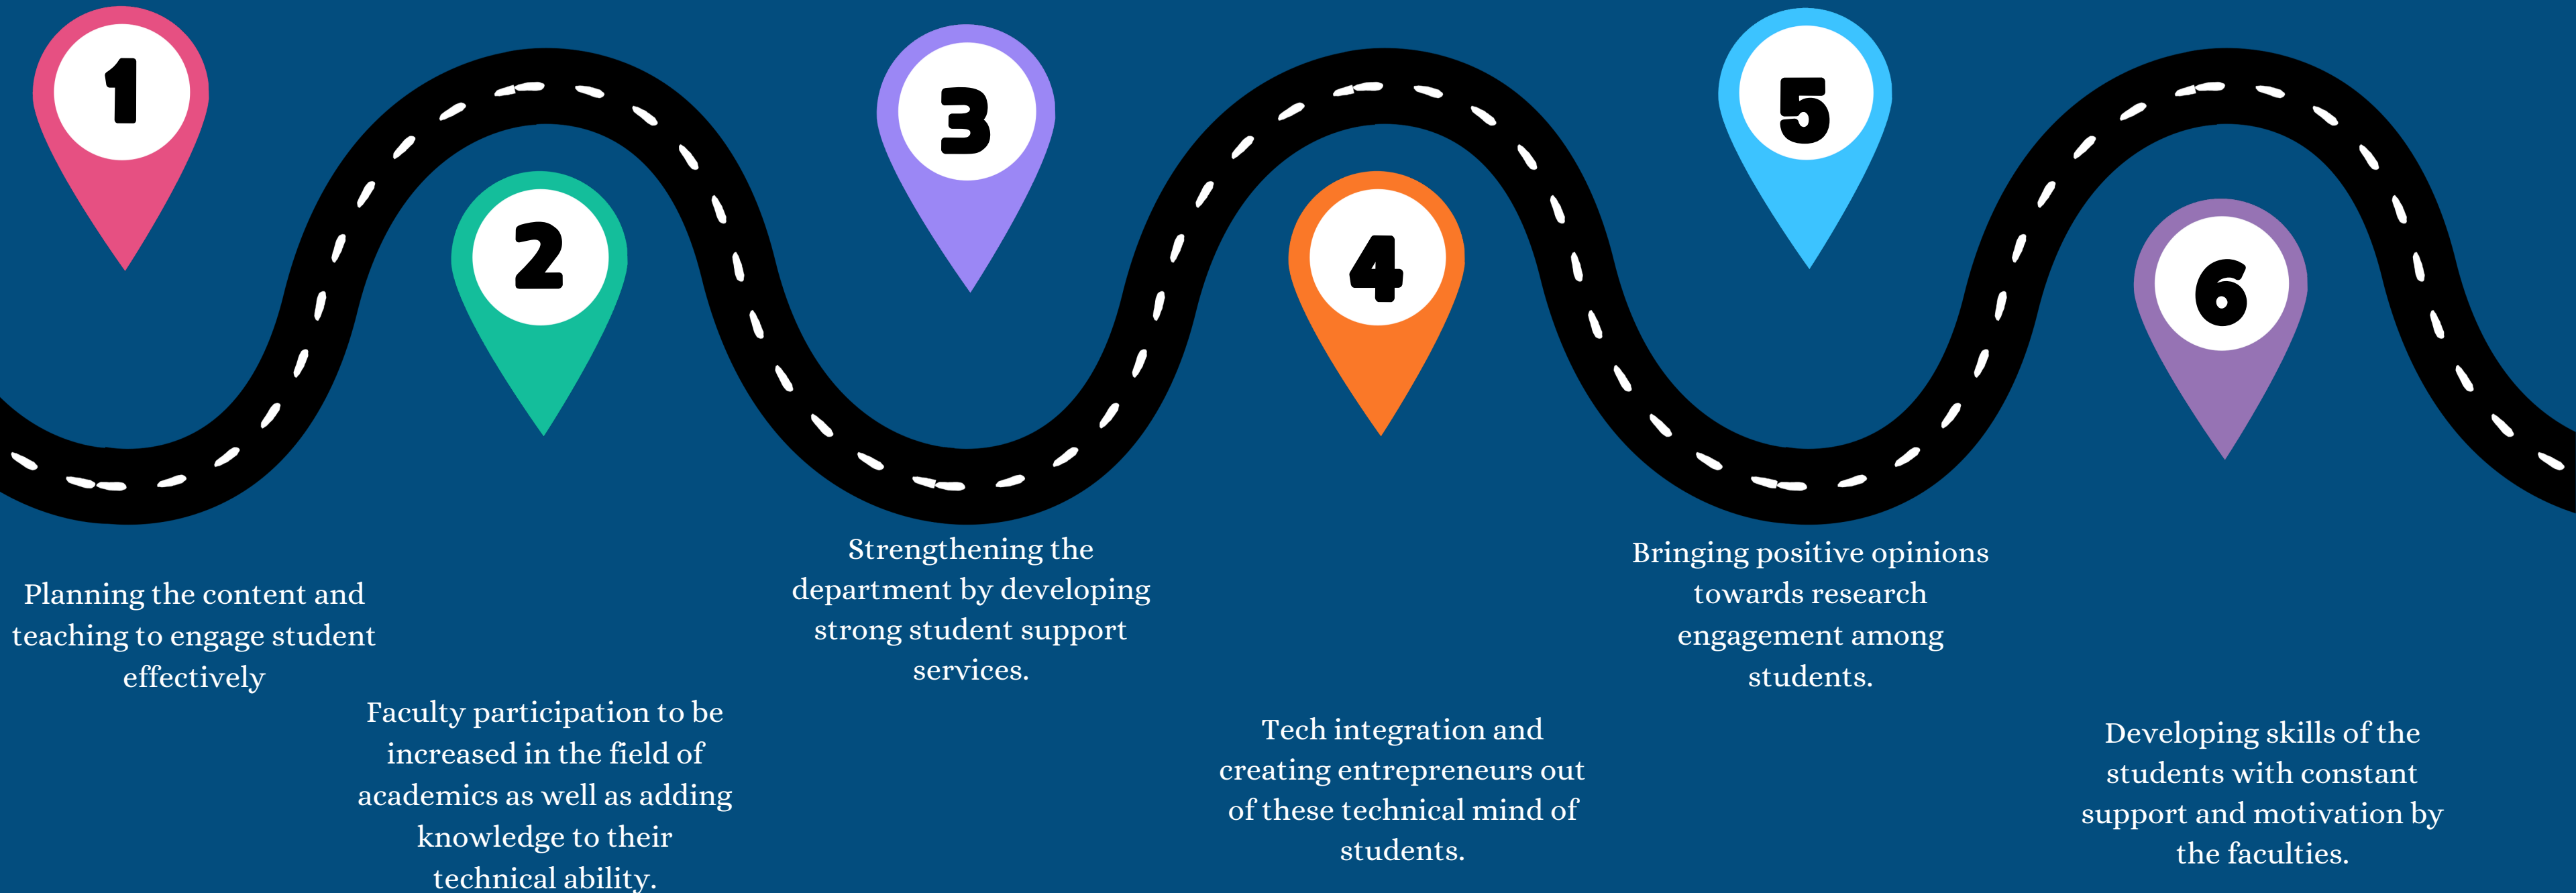 1
Planning the content and
teaching to engage student
effectively
2
Faculty participation to be
increased in the field of
academics as well as adding
knowledge to their
technical ability.
3
Strengthening the
department by developing
strong student support
services.
4
Tech integration and
creating entrepreneurs out
of these technical mind of
students.
5
Bringing positive opinions
towards research
engagement among
students.
6
Developing skills of the
students with constant
support and motivation by
the faculties.